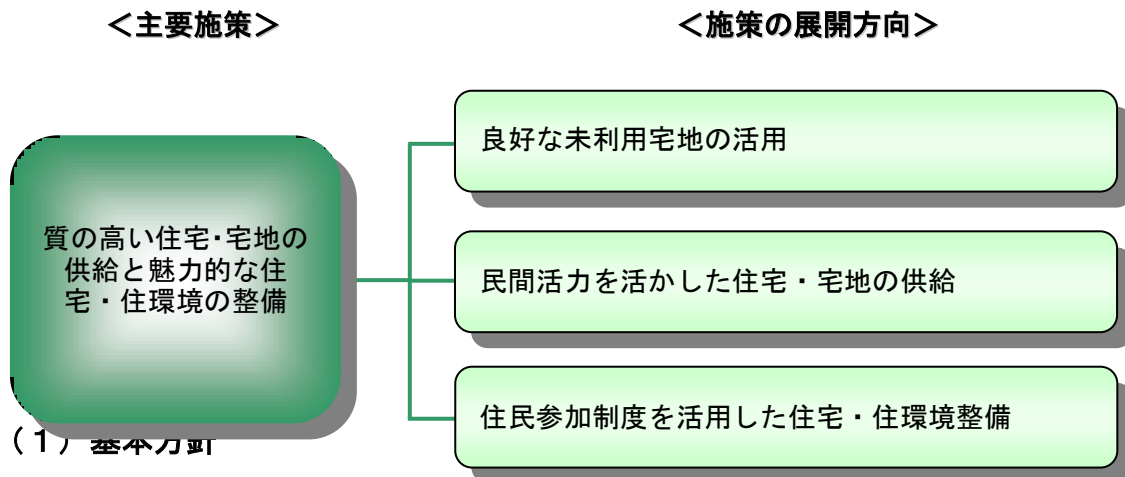 ＜主要施策＞
＜施策の展開方向＞
質の高い住宅･宅地の
供給と魅力的な住
宅・住環境の整備
良好な未利用宅地の活用
民間活力を活かした住宅・宅地の供給
住民参加制度を活用した住宅・住環境整備
（１）基本方針